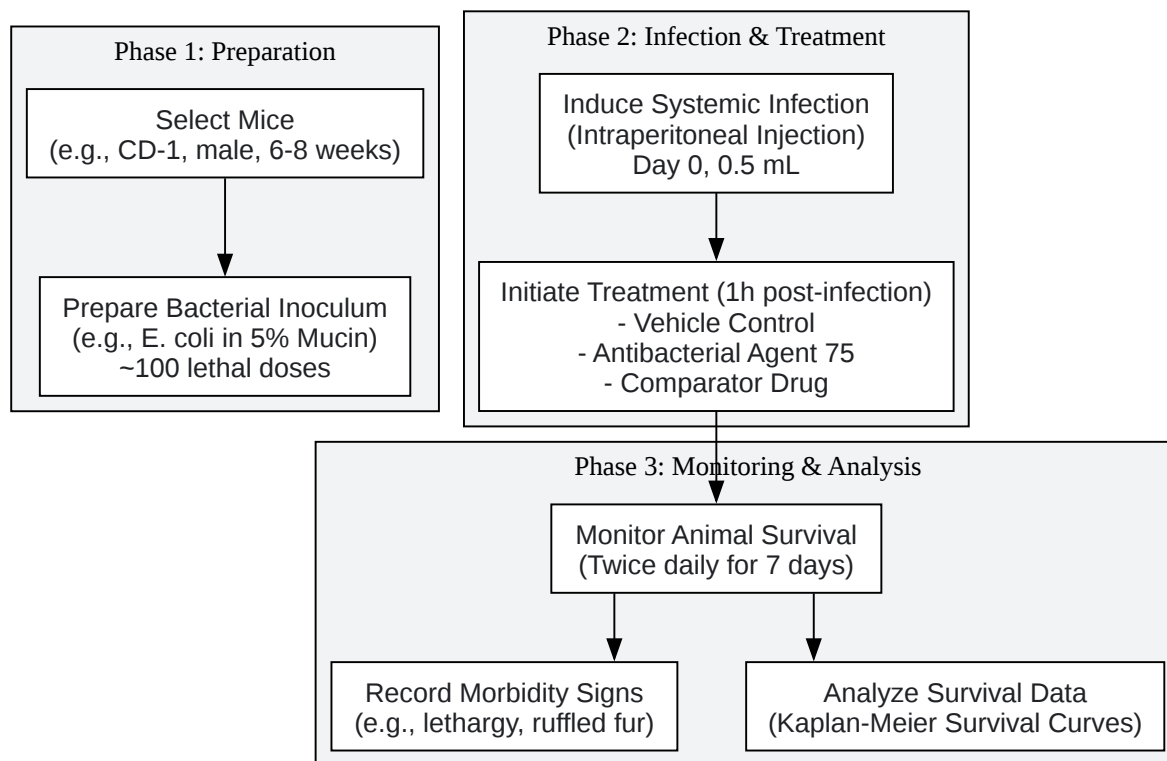 Phase 1: Preparation
Select Mice
(e.g., CD-1, male, 6-8 weeks)
Prepare Bacterial Inoculum
(e.g., E. coli in 5% Mucin)
~100 lethal doses
Phase 2: Infection & Treatment
Induce Systemic Infection
(Intraperitoneal Injection)
Day 0, 0.5 mL
Initiate Treatment (1h post-infection)
- Vehicle Control
- Antibacterial Agent 75
- Comparator Drug
Phase 3: Monitoring & Analysis
Monitor Animal Survival
(Twice daily for 7 days)
Record Morbidity Signs
(e.g., lethargy, ruffled fur)
Analyze Survival Data
(Kaplan-Meier Survival Curves)